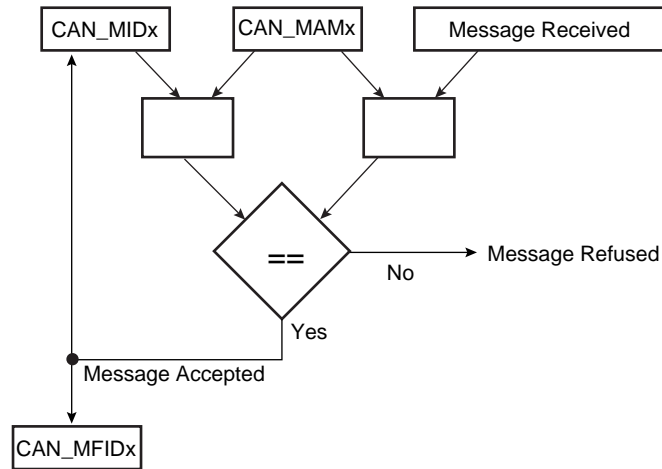 CAN_MIDx
CAN_MAMx
Message Received
==
No
Message Refused
Yes
Message Accepted
CAN_MFIDx